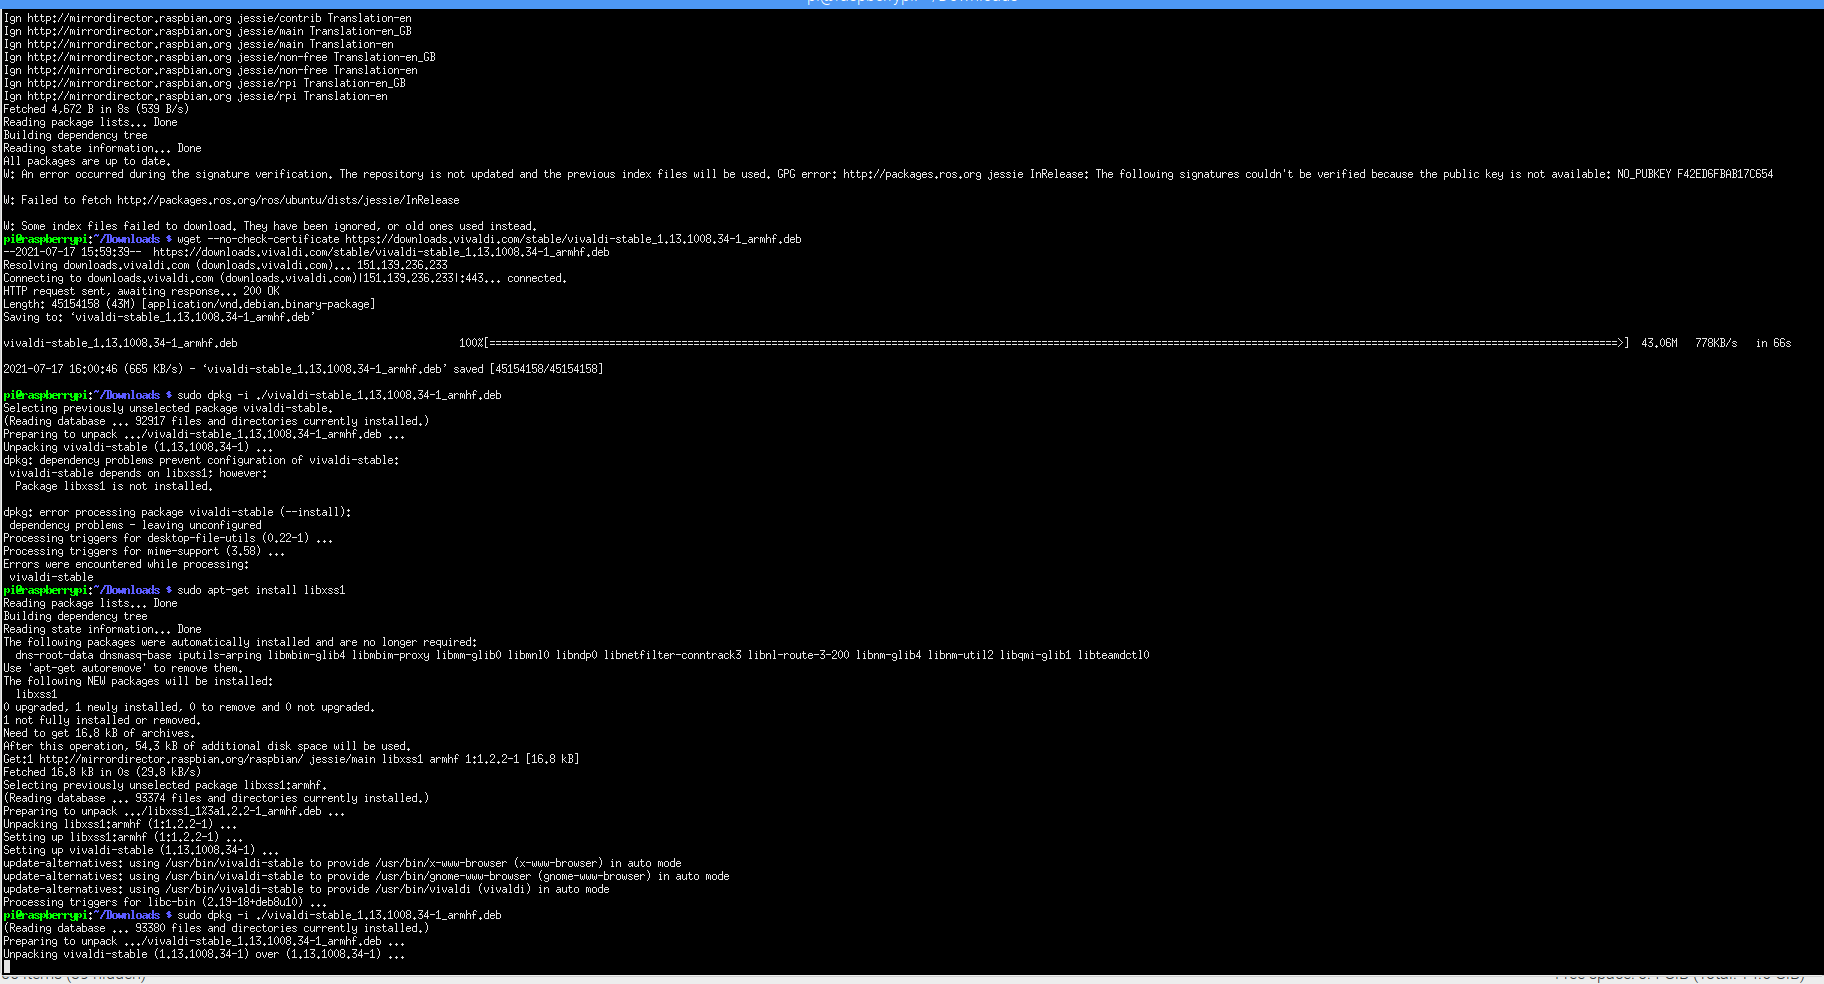 Ign http://mirrordirector.raspbian.org jessie/contrib Translation-en
Ign http://mirrordirector.raspbian.org jessie/main Translation-en_GB
Ign http://mirrordirector.raspbian.org jessie/main Translation-en
Ign http://mirrordirector.raspbian.org jessie/non-free Translation-en_GB
Ign http://mirrordirector.raspbian.org jessie/non-free Translation-en
Ign http://mirrordirector.raspbian.org jessie/rpi Translation-en_GB
Ign http://mirrordirector.raspbian.org jessie/rpi Translation-en
Fetched 4,672 B in 8s (539 B/s)
Reading package lists... Done
Building dependency tree
Reading state information... Done
All packages are up to date.
W: An error occurred during the signature verification. The repository is not updated and the previous index files will be used. GPG error: http://packages.ros.org jessie InRelease: The following signatures couldn't be verified because the public key is not available: NO_PUBKEY F42ED6FBAB17C654
W: Failed to fetch http://packages.ros.org/ros/ubuntu/dists/jessie/InRelease
W: Some index files failed to download. They have been ignored, or old ones used instead.
pi@raspberrypi:~/Downloads $ wget --no-check-certificate https://downloads.vivaldi.com/stable/vivaldi-stable_1.13.1008.34-1_armhf.deb
--2021-07-17 15:59:39-- https://downloads.vivaldi.com/stable/vivaldi-stable_1.13.1008.34-1_armhf.deb
Resolving downloads.vivaldi.com (downloads.vivaldi.com)... 151.139.236.233
Connecting to downloads.vivaldi.com (downloads.vivaldi.com)|151.139.236.233|:443... connected.
HTTP request sent, awaiting response... 200 OK
Length: 45154158 (43M) [application/vnd.debian.binary-package]
Saving to: ‘vivaldi-stable_1.13.1008.34-1_armhf.deb’
vivaldi-stable_1.13.1008.34-1_armhf.deb 100%[=====================>] 43.06M 778KB/s in 66s
2021-07-17 16:00:46 (665 KB/s) - ‘vivaldi-stable_1.13.1008.34-1_armhf.deb’ saved [45154158/45154158]
pi@raspberrypi:~/Downloads $ sudo dpkg -i ./vivaldi-stable_1.13.1008.34-1_armhf.deb
Selecting previously unselected package vivaldi-stable.
(Reading database ... 92917 files and directories currently installed.)
Preparing to unpack .../vivaldi-stable_1.13.1008.34-1_armhf.deb ...
Unpacking vivaldi-stable (1.13.1008.34-1) ...
dpkg: dependency problems prevent configuration of vivaldi-stable:
vivaldi-stable depends on libxss1; however:
Package libxss1 is not installed.
dpkg: error processing package vivaldi-stable (--install):
dependency problems - leaving unconfigured
Processing triggers for desktop-file-utils (0.22-1) ...
Processing triggers for mime-support (3.58) ...
Errors were encountered while processing:
vivaldi-stable
pi@raspberrypi:~/Downloads $ sudo apt-get install libxss1
Reading package lists... Done
Building dependency tree
Reading state information... Done
The following packages were automatically installed and are no longer required:
dns-root-data dnsmasq-base iputils-arping libmbim-glib4 libmbim-proxy libmm-glib0 libmnl0 libndp0 libnetfilter-conntrack3 libnl-route-3-200 libnm-glib4 libnm-util2 libqmi-glib1 libteamdctl0
Use 'apt-get autoremove' to remove them.
The following NEW packages will be installed:
libxss1
0 upgraded, 1 newly installed, 0 to remove and 0 not upgraded.
1 not fully installed or removed.
Need to get 16.8 kB of archives.
After this operation, 54.3 kB of additional disk space will be used.
Get:1 http://mirrordirector.raspbian.org/raspbian/ jessie/main libxss1 armhf 1:1.2.2-1 [16.8 kB]
Fetched 16.8 kB in 0s (29.8 kB/s)
Selecting previously unselected package libxss1:armhf.
(Reading database ... 93374 files and directories currently installed.)
Preparing to unpack .../libxss1_1%3a1.2.2-1_armhf.deb ...
Unpacking libxss1:armhf (1:1.2.2-1) ...
Setting up libxss1:armhf (1:1.2.2-1) ...
Setting up vivaldi-stable (1.13.1008.34-1) ...
update-alternatives: using /usr/bin/vivaldi-stable to provide /usr/bin/x-www-browser (x-www-browser) in auto mode
update-alternatives: using /usr/bin/vivaldi-stable to provide /usr/bin/gnome-www-browser (gnome-www-browser) in auto mode
update-alternatives: using /usr/bin/vivaldi-stable to provide /usr/bin/vivaldi (vivaldi) in auto mode
Processing triggers for libc-bin (2.19-18+deb8u10) ...
pi@raspberrypi:~/Downloads $ sudo dpkg -i ./vivaldi-stable_1.13.1008.34-1_armhf.deb
(Reading database ... 93380 files and directories currently installed.)
Preparing to unpack .../vivaldi-stable_1.13.1008.34-1_armhf.deb ...
Unpacking vivaldi-stable (1.13.1008.34-1) over (1.13.1008.34-1) ...